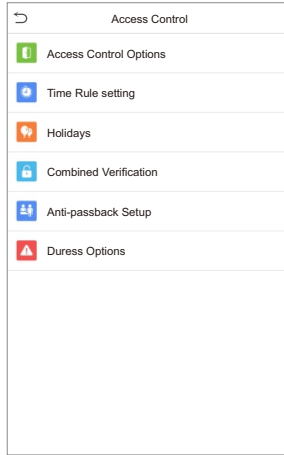 Access Control
Access Control Options
Time Rule setting
Holidays
Combined Verification
Anti-passback Setup
Duress Options